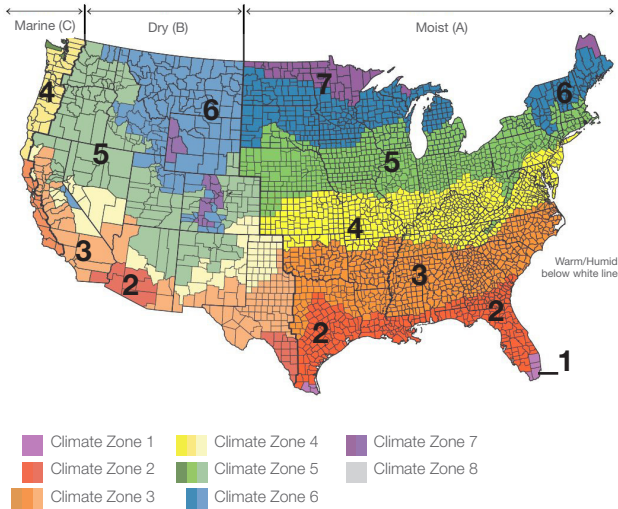 Marine (C) Dry (B) Moist (A)
7
4
6
6
5
5
4
3
3
Warm/Humid
below white line
2
2
2
1
Climate Zone 1 Climate Zone 4 Climate Zone 7
Climate Zone 2 Climate Zone 5 Climate Zone 8
Climate Zone 3 Climate Zone 6